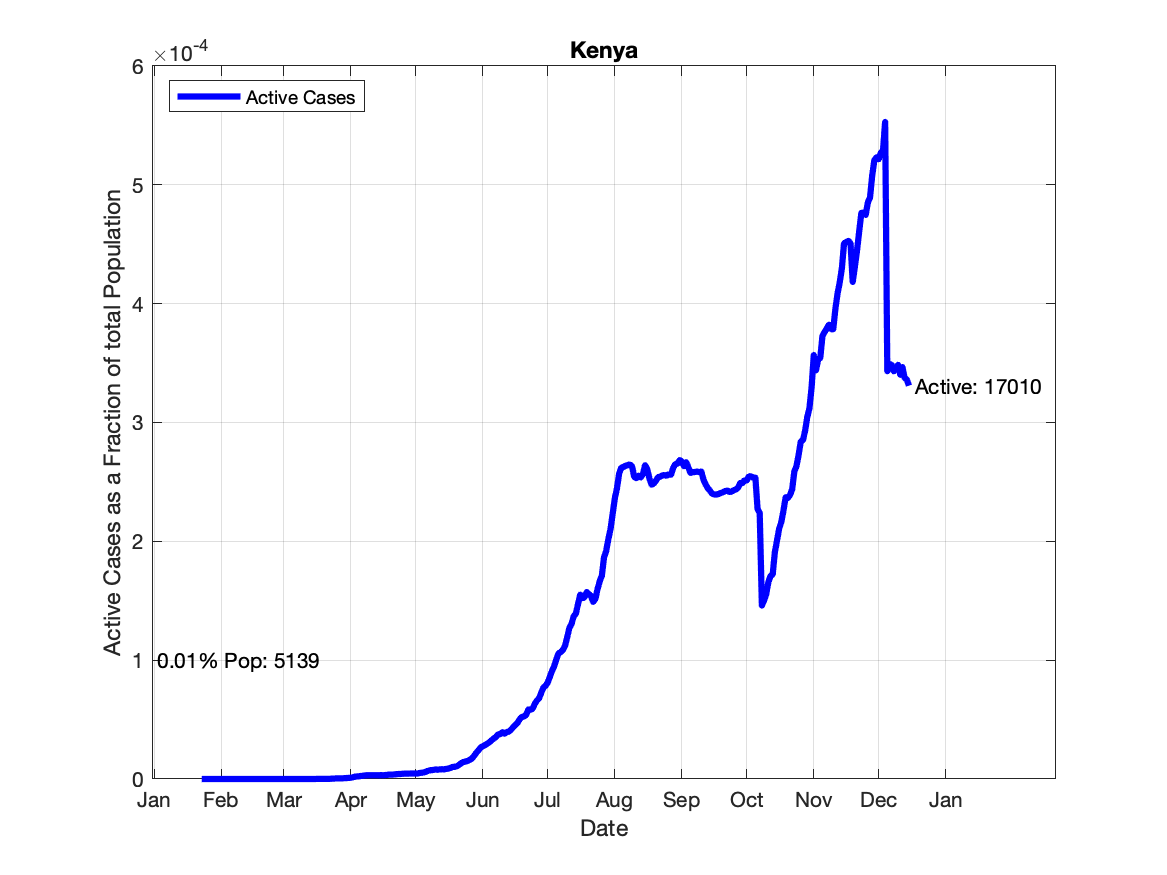 Kenya
×10-4
Active Cases
6
5
4
3
2
1
0
Active Cases as a Fraction of total Population
Active: 17010
0.01% Pop: 5139
Jan Feb Mar Apr May Jun Jul Aug Sep Oct Nov Dec Jan
Date